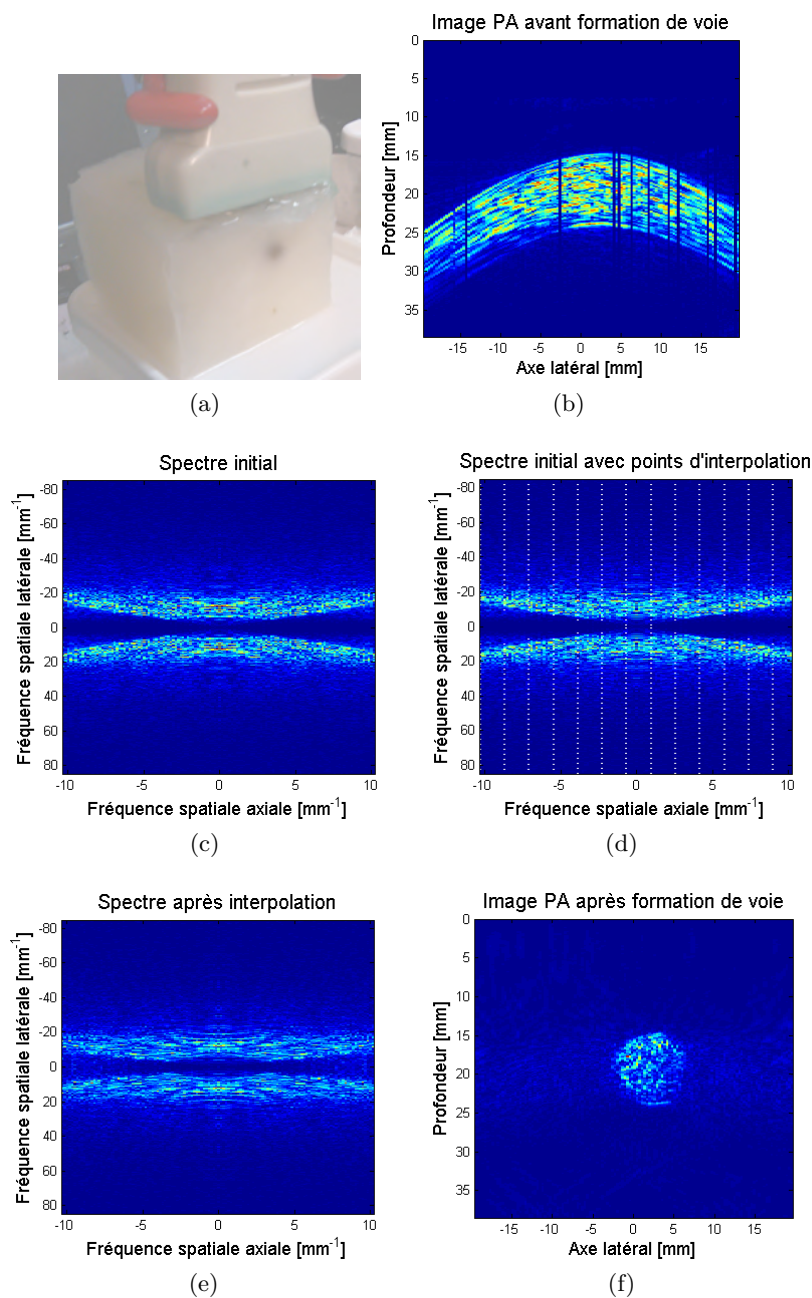 Image PA avant formation de voie
0
5
10
15
20
25
30
35
Profondeur [mm]
-15 -10 -5 0 5 10 15
Axe latéral [mm]
(a)
(b)
Spectre initial
-80
-60
-40
-20
0
20
40
60
80
Fréquence spatiale latérale [mm⁻¹]
-10 -5 0 5 10
Fréquence spatiale axiale [mm⁻¹]
(c)
Spectre initial avec points d'interpolation
-80
-60
-40
-20
0
20
40
60
80
Fréquence spatiale latérale [mm⁻¹]
-10 -5 0 5 10
Fréquence spatiale axiale [mm⁻¹]
(d)
Spectre après interpolation
-80
-60
-40
-20
0
20
40
60
80
Fréquence spatiale latérale [mm⁻¹]
-10 -5 0 5 10
Fréquence spatiale axiale [mm⁻¹]
(e)
Image PA après formation de voie
0
5
10
15
20
25
30
35
Profondeur [mm]
-15 -10 -5 0 5 10 15
Axe latéral [mm]
(f)